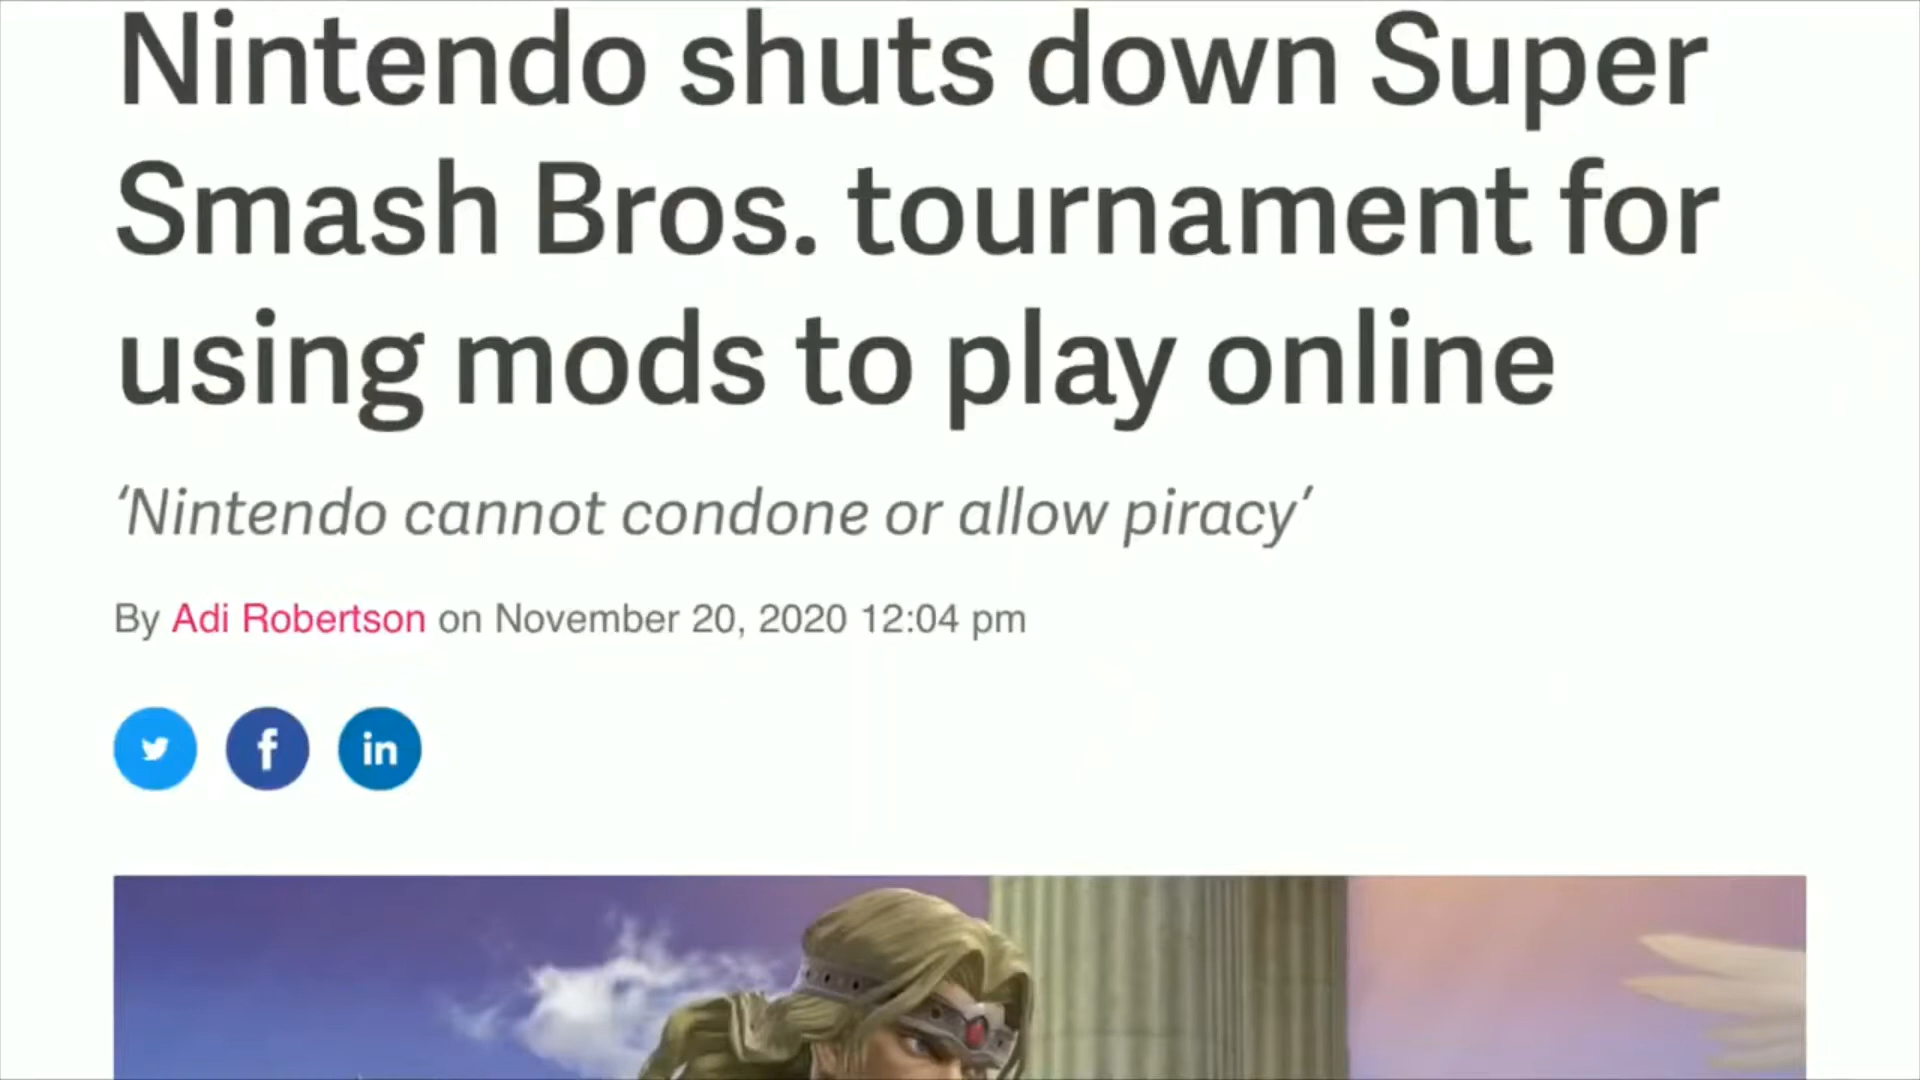 Nintendo shuts down Super
Smash Bros. tournament for
using mods to play online
‘Nintendo cannot condone or allow piracy’
By Adi Robertson on November 20, 2020 12:04 pm
f in